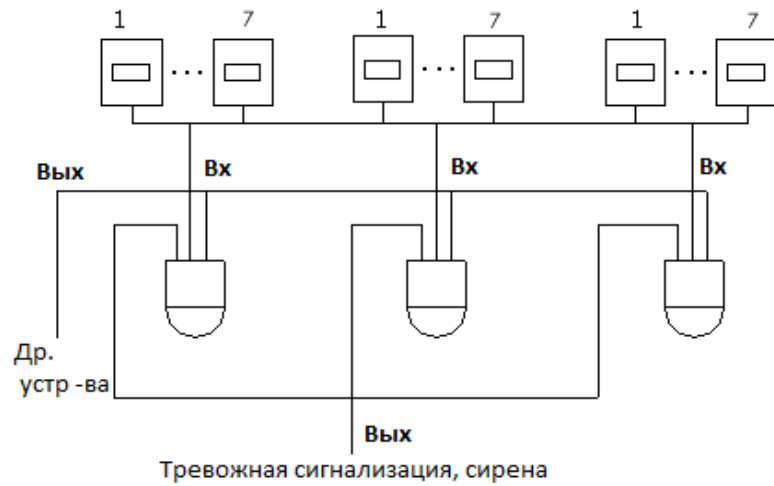 1 7 1 7 1 7
... ... ...
Вых Вх Вх Вх
Др.
устр -ва
Вых
Тревожная сигнализация, сирена